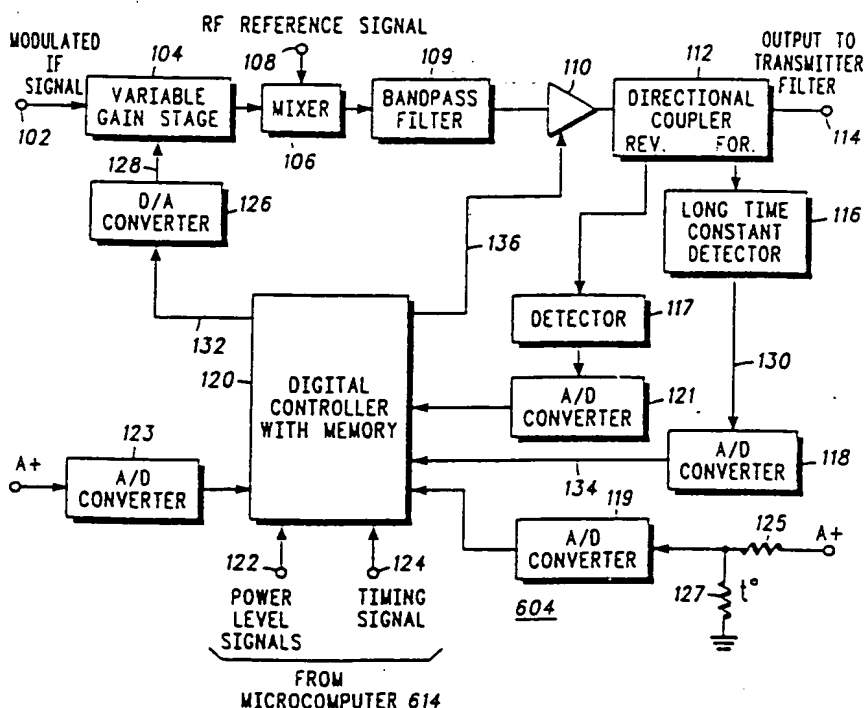 RF REFERENCE SIGNAL
MODULATED
IF
SIGNAL
102
104
VARIABLE
GAIN STAGE
108
MIXER
106
109
BANDPASS
FILTER
110
112
DIRECTIONAL
COUPLER
REV. FOR.
OUTPUT TO
TRANSMITTER
FILTER
114
128
D/A
CONVERTER
126
136
LONG TIME
CONSTANT
DETECTOR
116
132
DETECTOR
117
130
120
DIGITAL
CONTROLLER
WITH MEMORY
A/D
CONVERTER
121
123
A+
A/D
CONVERTER
134
A/D
CONVERTER
118
119
A/D
CONVERTER
125
A+
127
t°
604
122
124
POWER
LEVEL
SIGNALS
TIMING
SIGNAL
FROM
MICROCOMPUTER 614